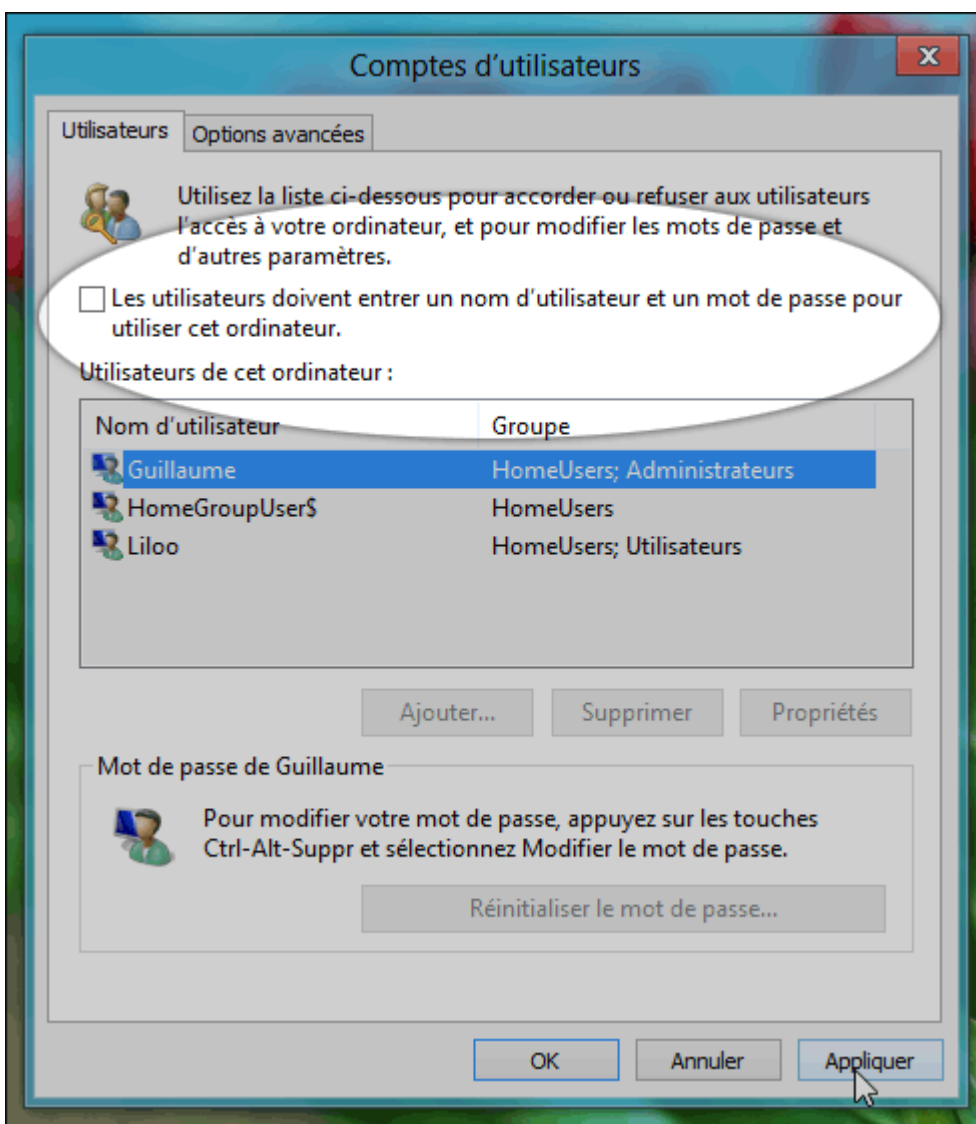 Comptes d'utilisateurs
x
Utilisateurs
Options avancées
Utilisez la liste ci-dessous pour accorder ou refuser aux utilisateurs
l'accès à votre ordinateur, et pour modifier les mots de passe et
d'autres paramètres.
Les utilisateurs doivent entrer un nom d'utilisateur et un mot de passe pour
utiliser cet ordinateur.
Utilisateurs de cet ordinateur :
Nom d'utilisateur Groupe
Guillaume HomeUsers; Administrateurs
HomeGroupUser$ HomeUsers
Liloo HomeUsers; Utilisateurs
Ajouter... Supprimer Propriétés
Mot de passe de Guillaume
Pour modifier votre mot de passe, appuyez sur les touches
Ctrl-Alt-Suppr et sélectionnez Modifier le mot de passe.
Réinitialiser le mot de passe...
OK Annuler Appliquer